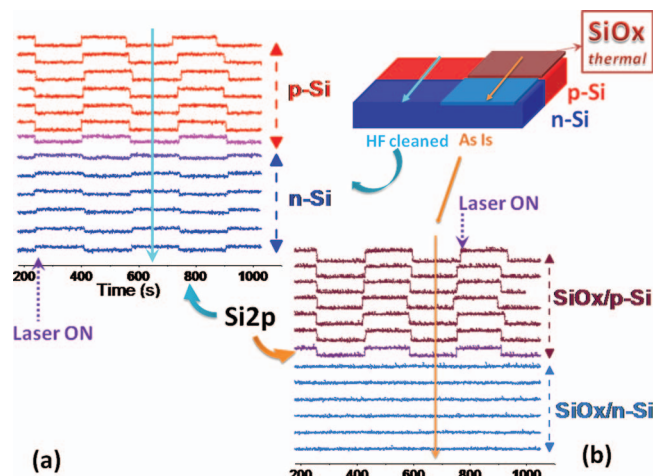 SiOx
thermal
p-Si
n-Si
HF cleaned
As Is
p-Si
n-Si
200 400 600 800 1000
Time (s)
Laser ON
Si2p
Laser ON
SiOx/p-Si
SiOx/n-Si
200 400 600 800 1000
(a)
(b)